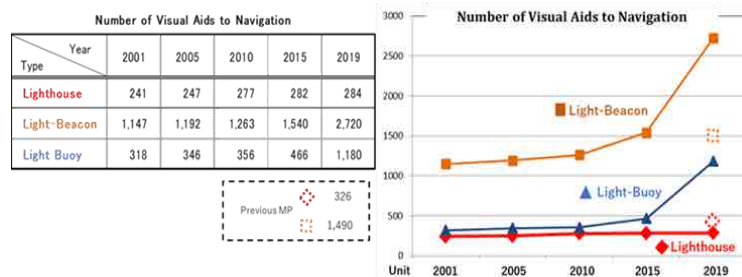 Number of Visual Aids to Navigation
Year
Type
2001 2005 2010 2015 2019
Lighthouse 241 247 277 282 284
Light-Beacon 1,147 1,192 1,263 1,540 2,720
Light Buoy 318 346 356 466 1,180
Previous MP
326
1,490
Number of Visual Aids to Navigation
3000
2500
2000
1500
1000
500
0
Light-Beacon
Light-Buoy
Lighthouse
Unit 2001 2005 2010 2015 2019